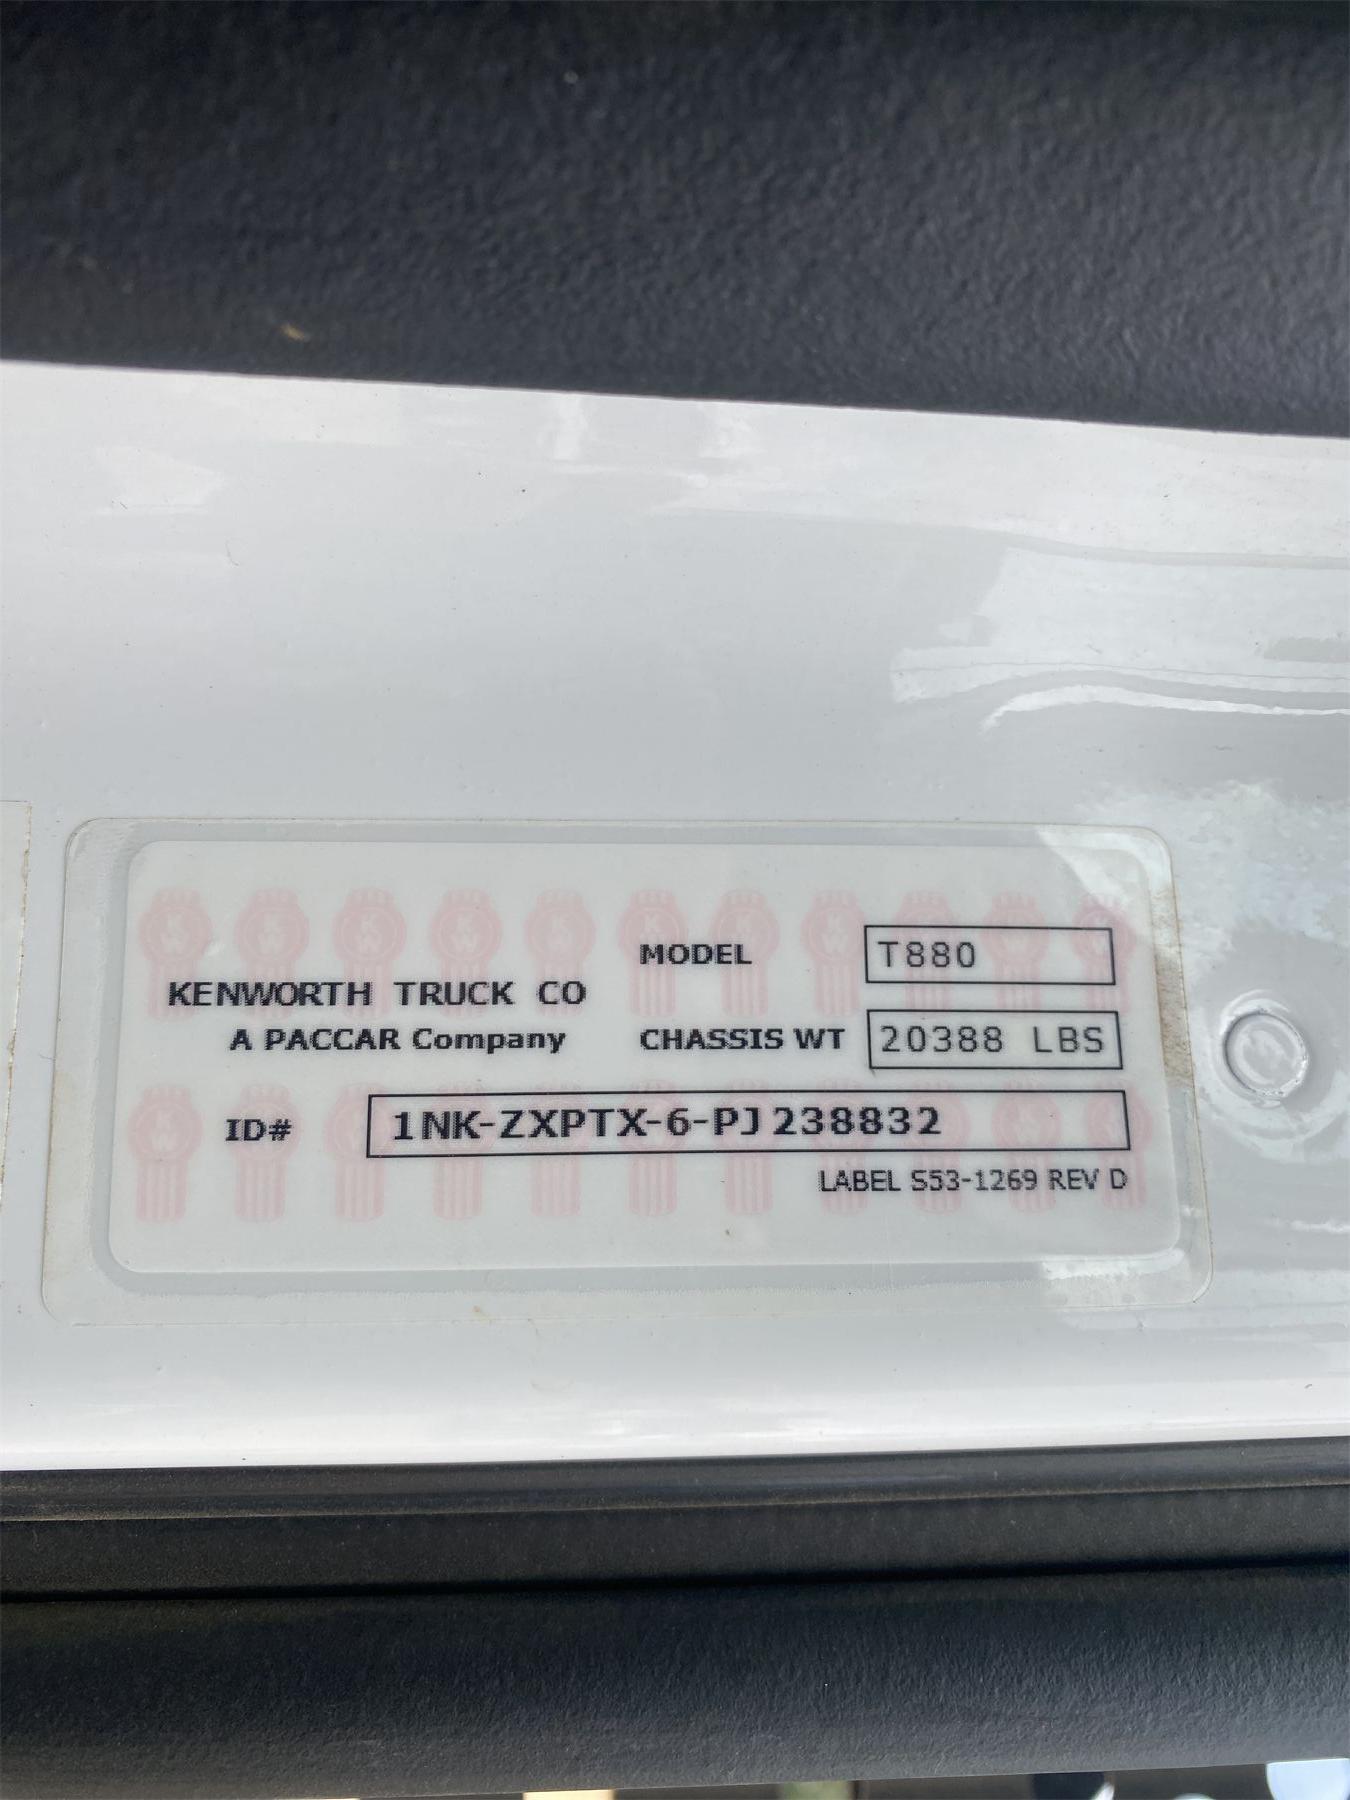 MODEL T880
KENWORTH TRUCK CO
A PACCAR Company
CHASSIS WT 20388 LBS
ID# 1NK-ZXPTX-6-PJ238832
LABEL S53-1269 REV D